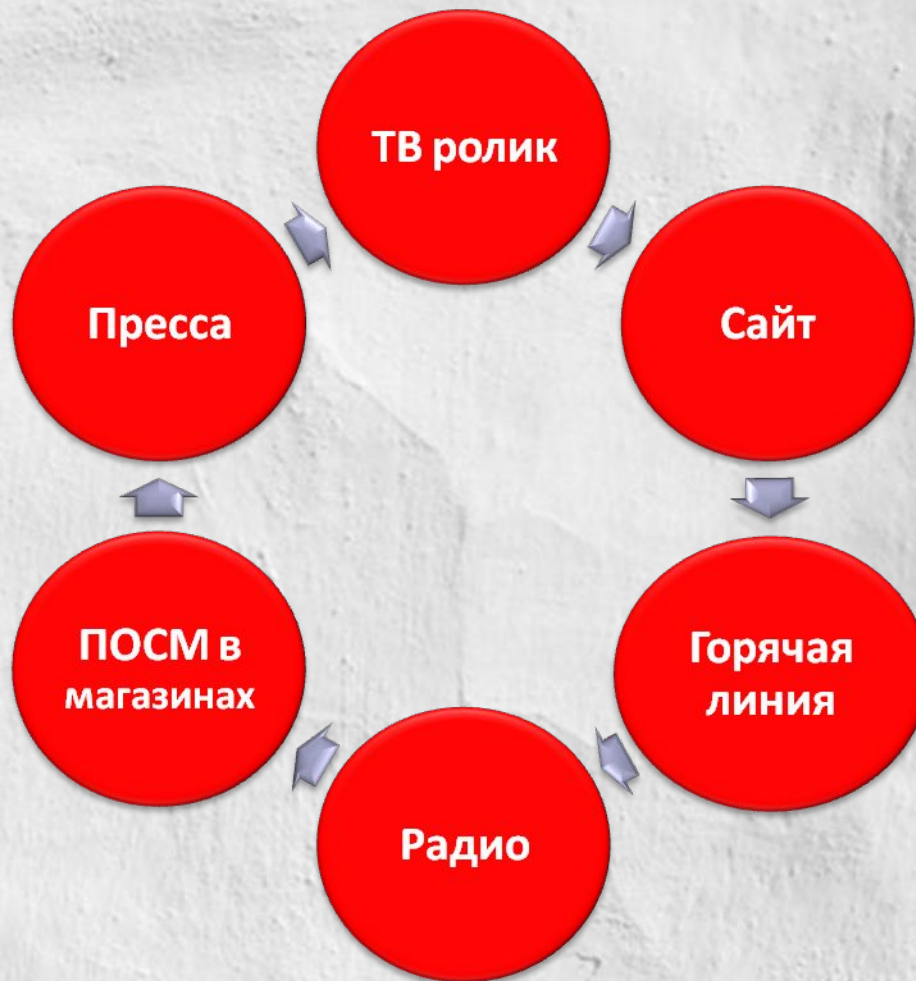 ТВ ролик
Сайт
Горячая
линия
Радио
ПОСМ в
магазинах
Пресса